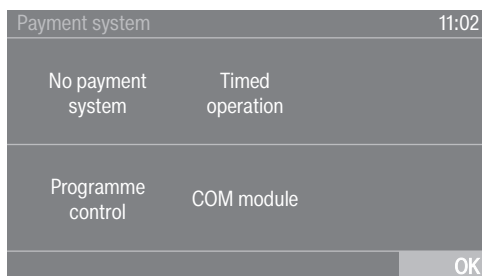 Payment system 11:02
No payment
system
Timed
operation
Programme
control
COM module
OK